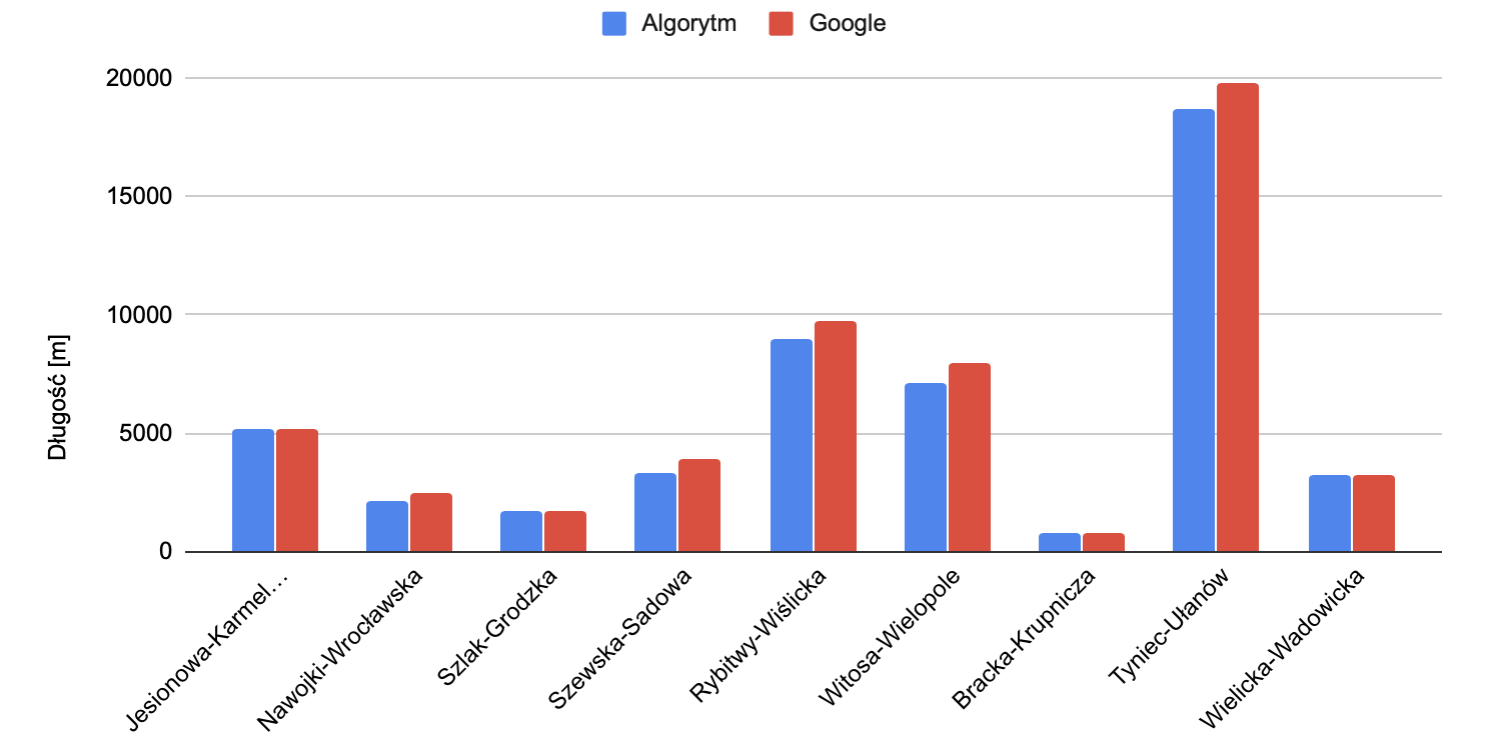 Algorytm Google
20000
15000
10000
5000
0
Długość [m]
Jesionowa-Karmel...
Nawojki-Wrocławska
Szlak-Grodzka
Szewska-Sadowa
Rybitwy-Wiślicka
Witosa-Wielopole
Bracka-Krupnicza
Tyniec-Ułanów
Wielicka-Wadowicka